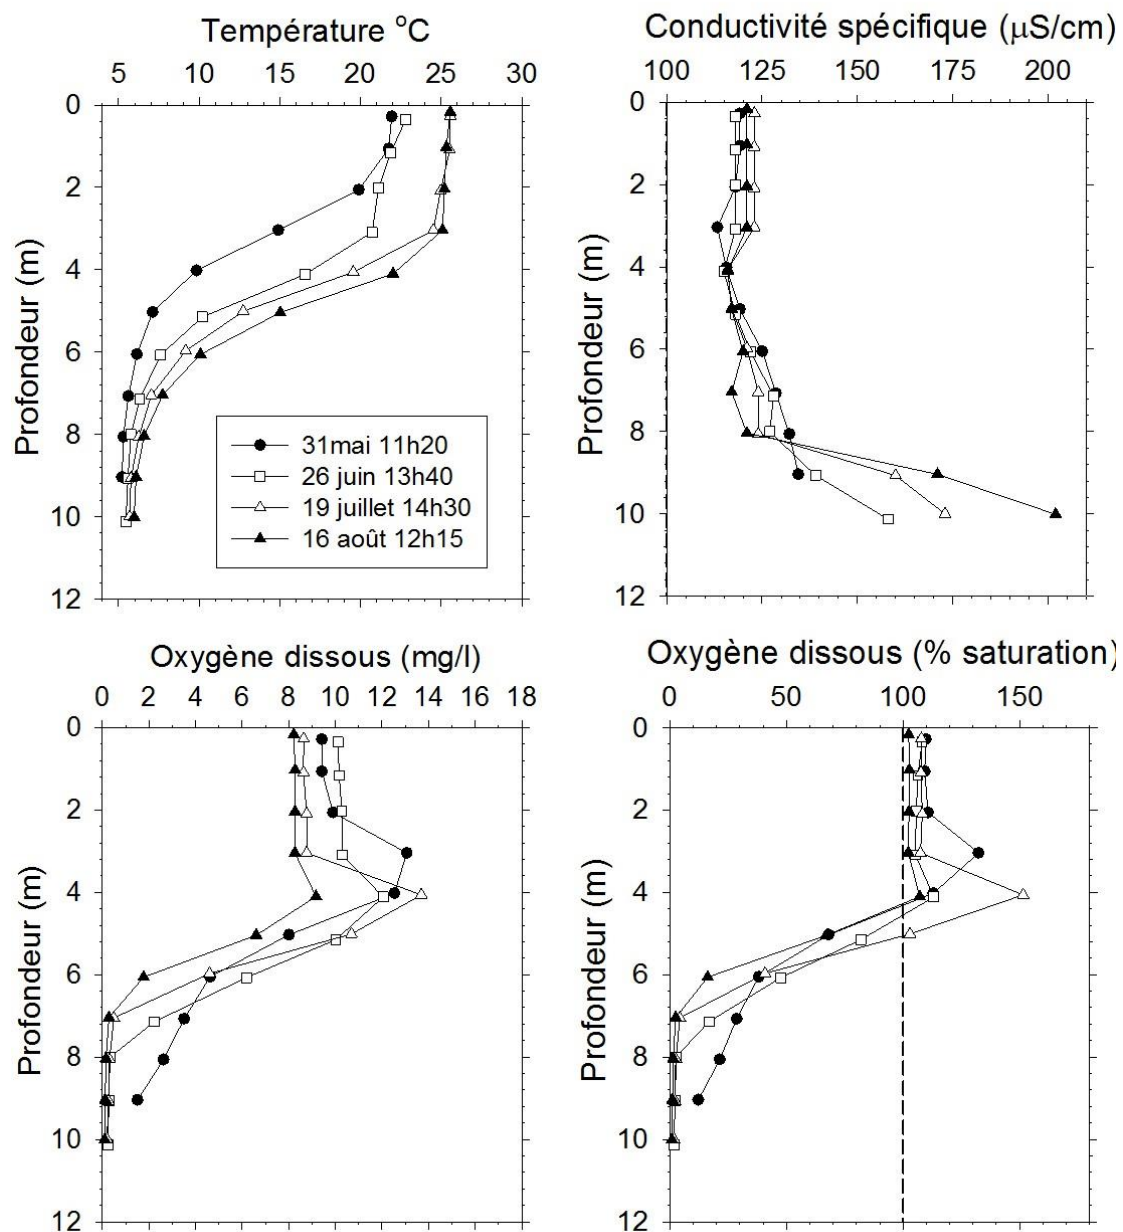 Température °C
5 10 15 20 25 30
0
2
4
6
8
10
12
Profondeur (m)
31mai 11h20
26 juin 13h40
19 juillet 14h30
16 août 12h15
Conductivité spécifique (µS/cm)
100 125 150 175 200
0
2
4
6
8
10
12
Profondeur (m)
Oxygène dissous (mg/l)
0 2 4 6 8 10 12 14 16 18
0
2
4
6
8
10
12
Profondeur (m)
Oxygène dissous (% saturation)
0 50 100 150
0
2
4
6
8
10
12
Profondeur (m)